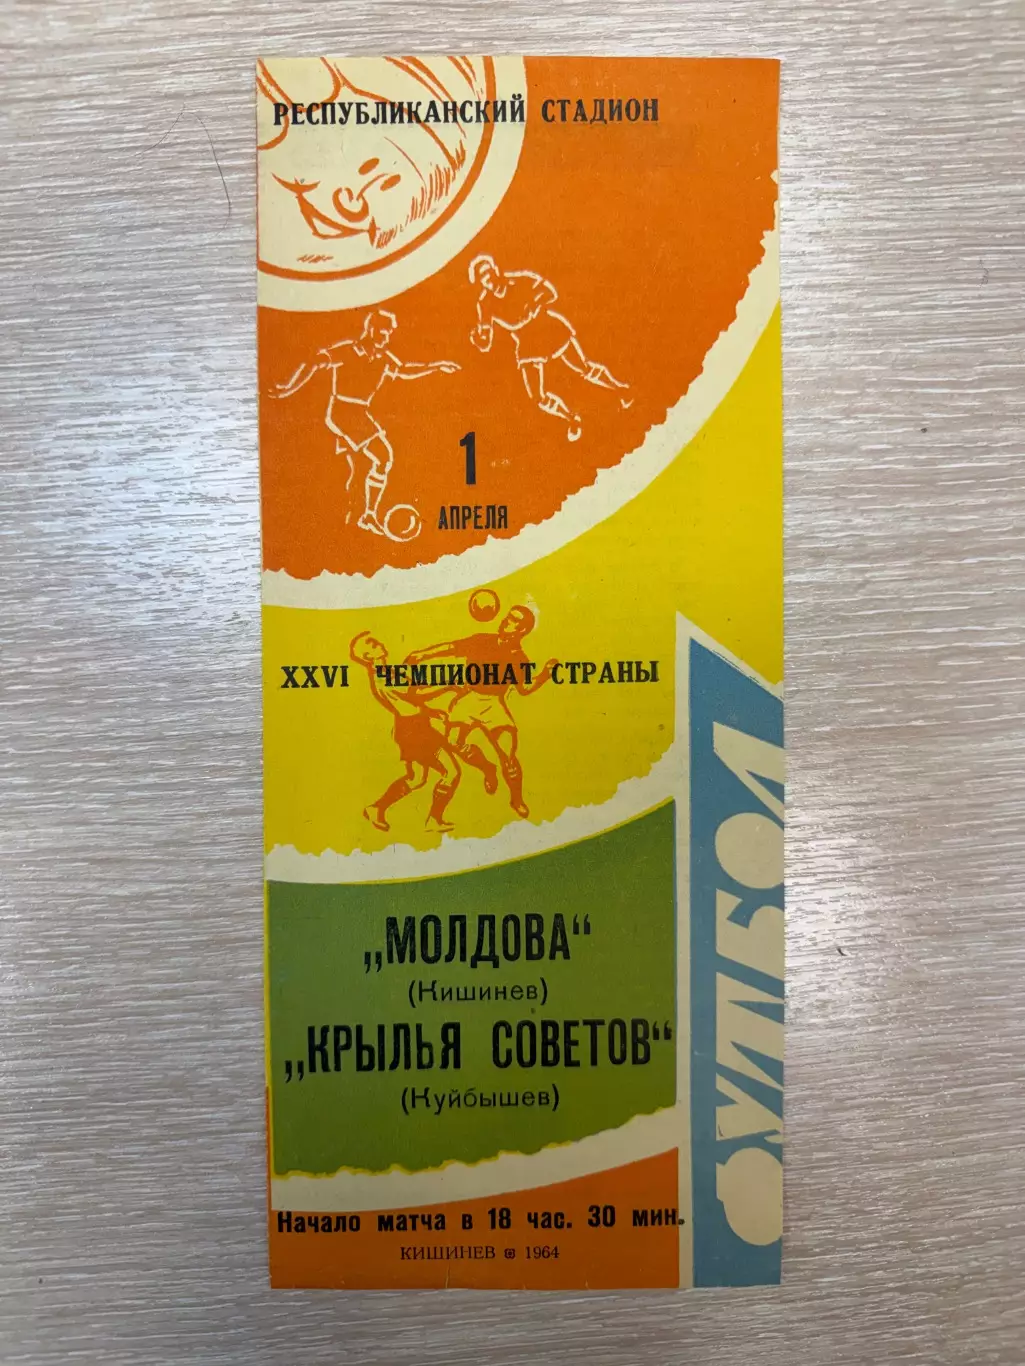 РЕСПУБЛИКАНСКИЙ СТАДИОН
1
АПРЕЛЯ
XXVI ЧЕМПИОНАТ СТРАНЫ
„МОЛДОВА“
(Кишинев)
„КРЫЛЬЯ СОВЕТОВ“
(Куйбышев)
Начало матча в 18 час. 30 мин.
КИШИНЕВ 1964
ФУТБОЛ